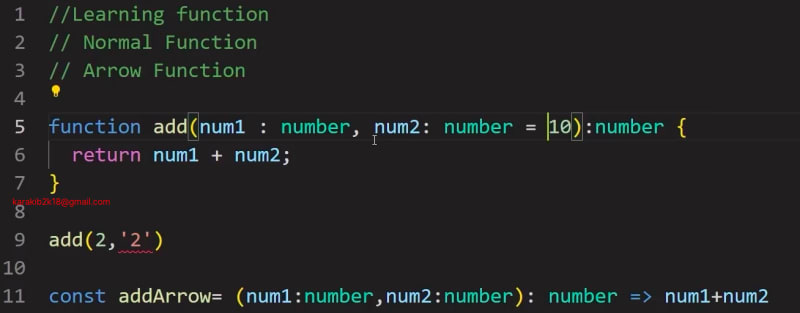 1 //Learning function
2 // Normal Function
3 // Arrow Function
4
5 function add(num1 : number, num2: number = 10):number {
6 return num1 + num2;
7 }
karakib2k18@gmail.com
8
9 add(2,'2')
10
11 const addArrow= (num1:number,num2:number): number => num1+num2